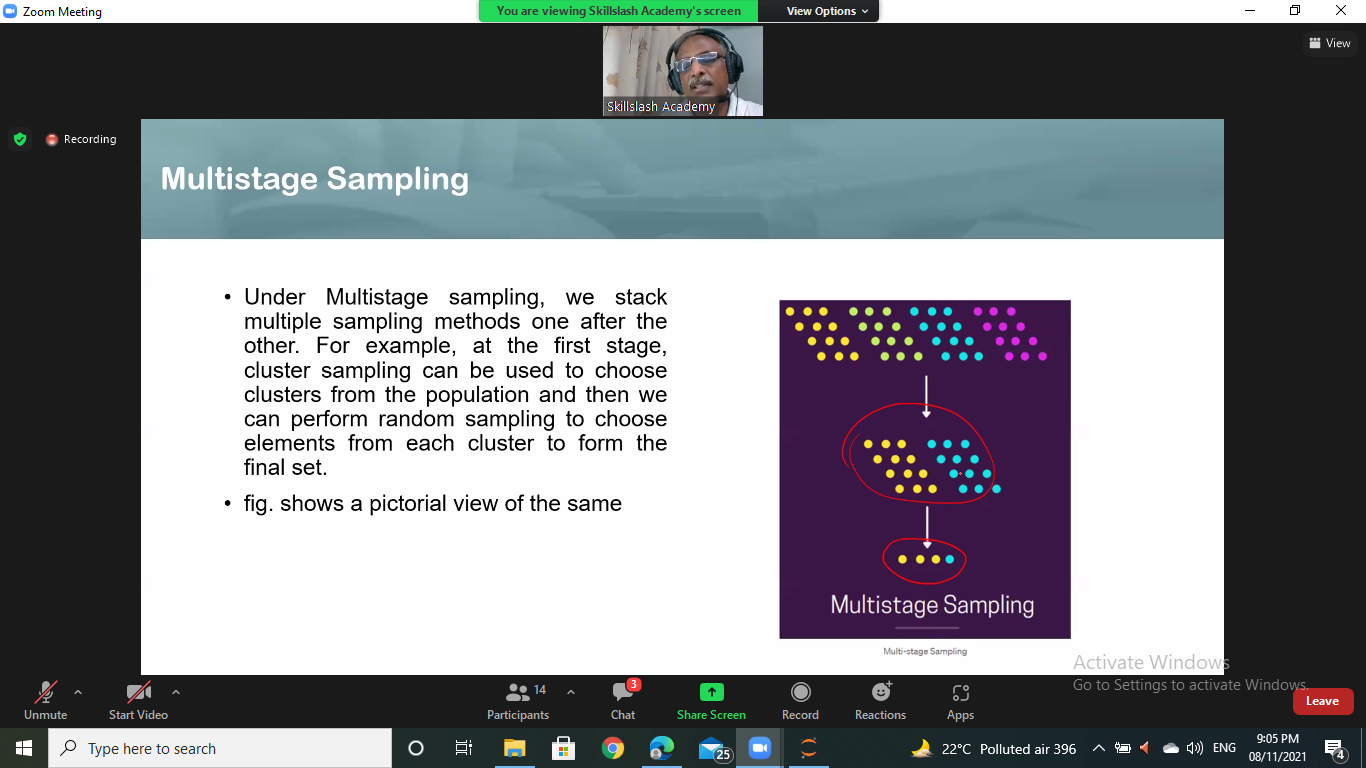 Zoom Meeting
You are viewing Skillslash Academy's screen
View Options
View
Skillslash Academy
Recording
Multistage Sampling
• Under Multistage sampling, we stack
multiple sampling methods one after the
other. For example, at the first stage,
cluster sampling can be used to choose
clusters from the population and then we
can perform random sampling to choose
elements from each cluster to form the
final set.
• fig. shows a pictorial view of the same
Multistage Sampling
Multi-stage Sampling
Activate Windows
Go to Settings to activate Windows.
Unmute
Start Video
14
Participants
3
Chat
Share Screen
Record
Reactions
Apps
Leave
Type here to search
25
22°C Polluted air 396
ENG
9:05 PM
08/11/2021
4